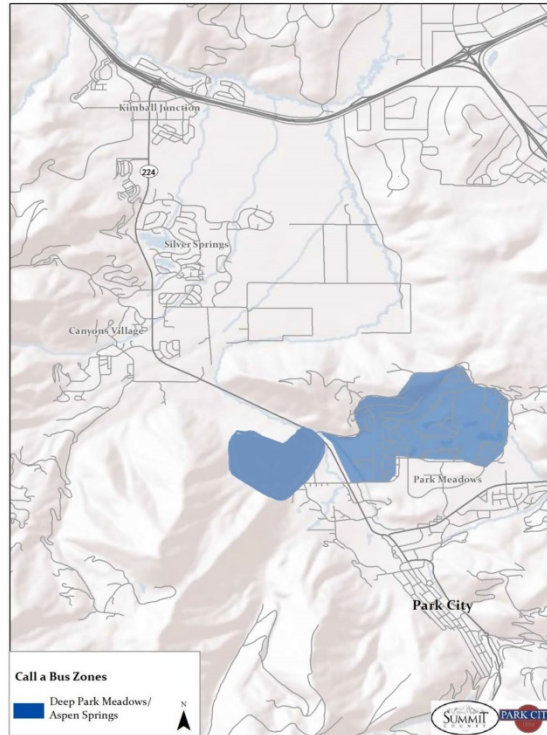 Kimball Junction
224
Silver Springs
Canyons Village
Park Meadows
Park City
Call a Bus Zones
Deep Park Meadows/
Aspen Springs
N
SUMMIT
COUNTY
PARK CIT